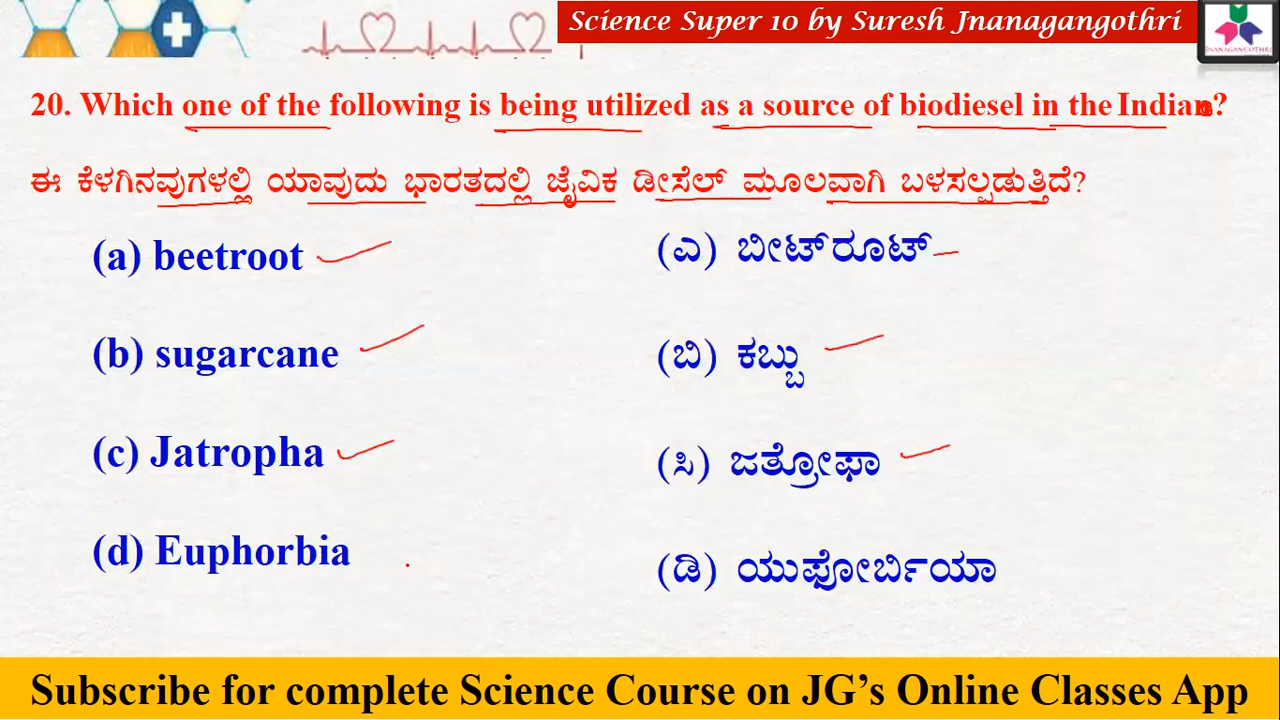 Science Super 10 by Suresh Jnanagangothri
JNANAGANGOTHRI
20. Which one of the following is being utilized as a source of biodiesel in the Indian?
ಈ ಕೆಳಗಿನವುಗಳಲ್ಲಿ ಯಾವುದು ಭಾರತದಲ್ಲಿ ಜೈವಿಕ ಡೀಸೆಲ್ ಮೂಲವಾಗಿ ಬಳಸಲ್ಪಡುತ್ತಿದೆ?
(a) beetroot
(ಎ) ಬೀಟ್‌ರೂಟ್
(b) sugarcane
(ಬಿ) ಕಬ್ಬು
(c) Jatropha
(ಸಿ) ಜತ್ರೋಫಾ
(d) Euphorbia
(ಡಿ) ಯುಫೋರ್ಬಿಯಾ
Subscribe for complete Science Course on JG’s Online Classes App